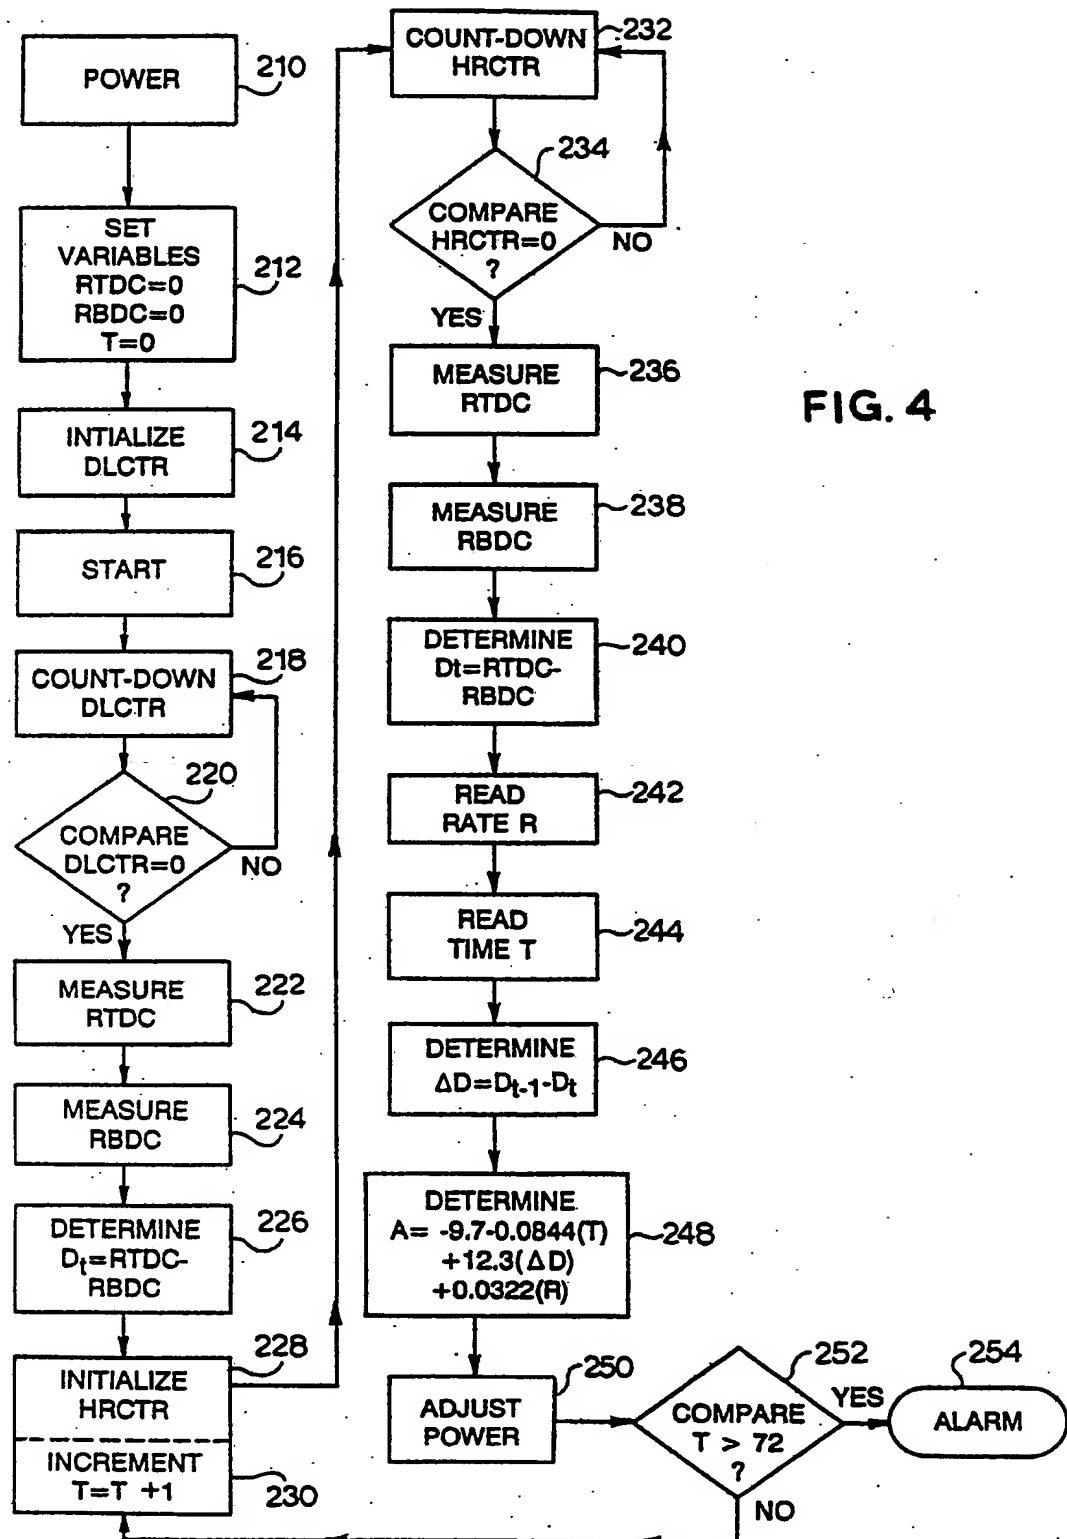 POWER
210
SET
VARIABLES
RTDC=0
RBDC=0
T=0
212
INTIALIZE
DLCTR
214
START
216
COUNT-DOWN
DLCTR
218
220
COMPARE
DLCTR=0
?
NO
YES
MEASURE
RTDC
222
MEASURE
RBDC
224
DETERMINE
Dt=RTDC-
RBDC
226
INITIALIZE
HRCTR
228
INCREMENT
T=T +1
230
COUNT-DOWN
HRCTR
232
234
COMPARE
HRCTR=0
?
NO
YES
MEASURE
RTDC
236
MEASURE
RBDC
238
DETERMINE
Dt=RTDC-
RBDC
240
READ
RATE R
242
READ
TIME T
244
DETERMINE
ΔD=Dt-1-Dt
246
DETERMINE
A= -9.7-0.0844(T)
+12.3(ΔD)
+0.0322(R)
248
ADJUST
POWER
250
COMPARE
T > 72
?
252
YES
NO
ALARM
254
FIG. 4